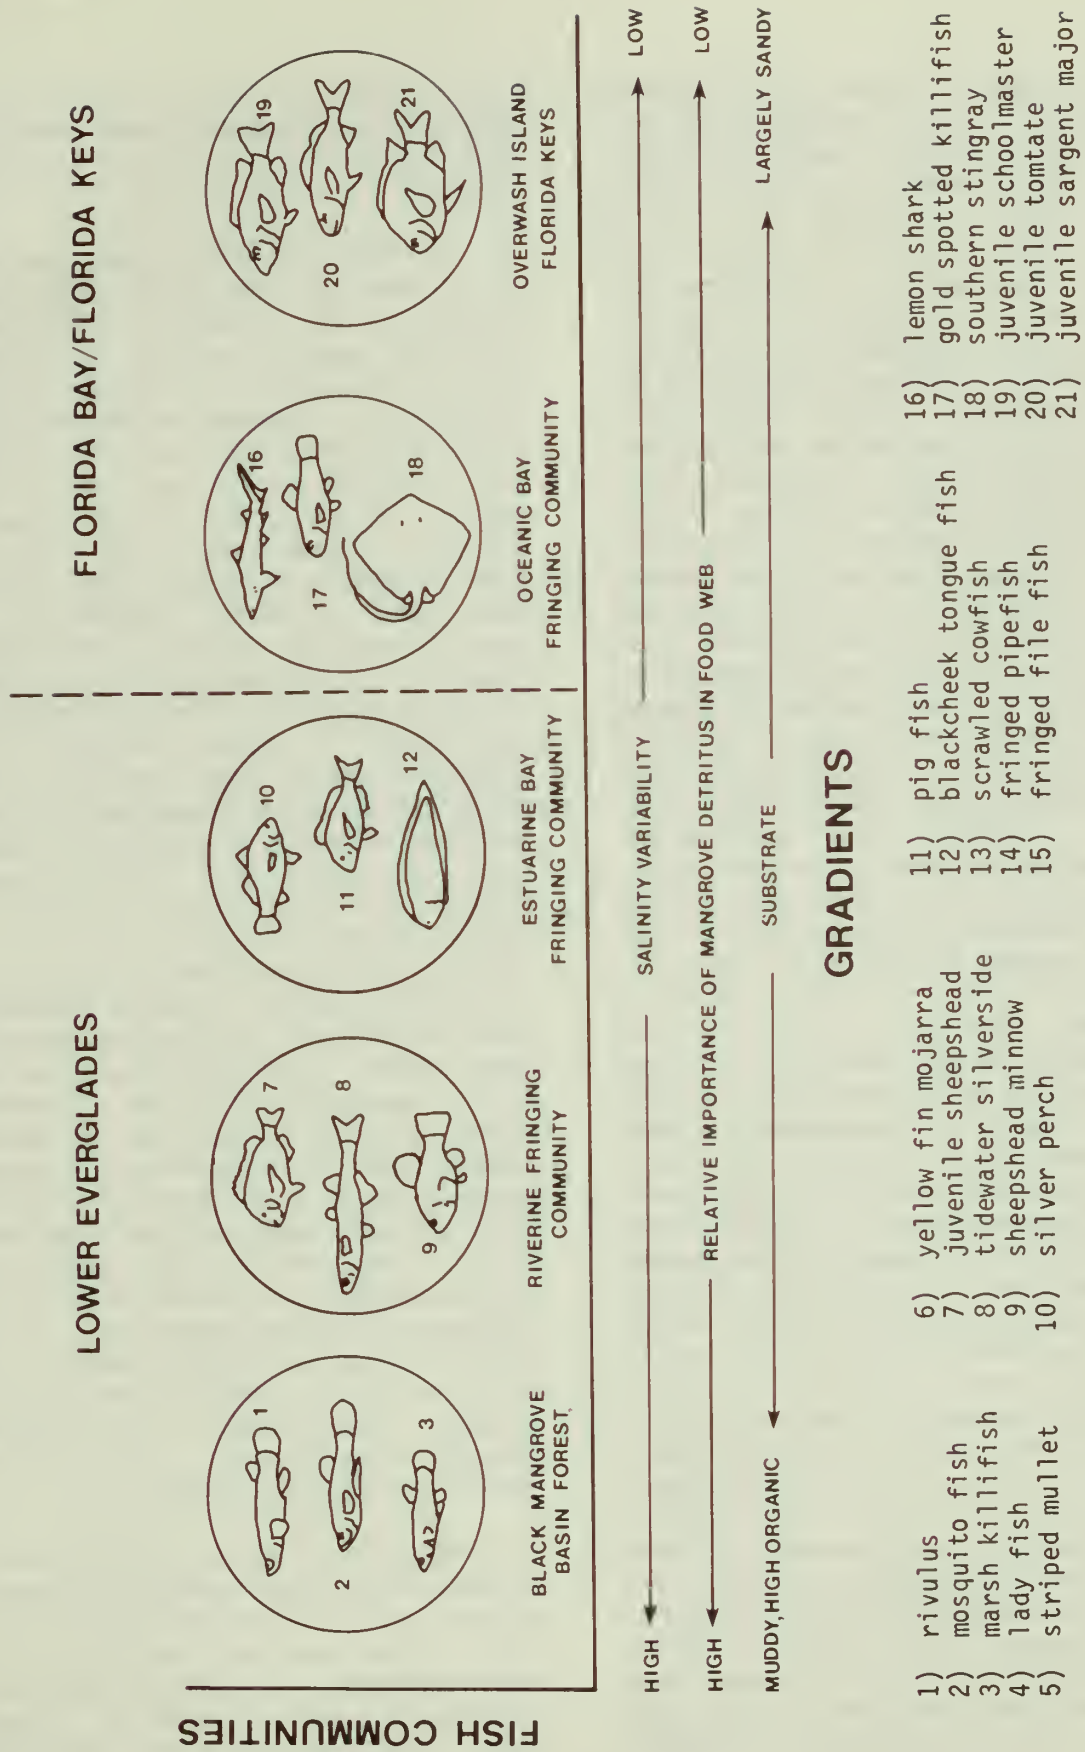 LOWER EVERGLADES
FLORIDA BAY/FLORIDA KEYS
FISH COMMUNITIES
1
2
3
BLACK MANGROVE
BASIN FOREST
7
8
9
RIVERINE FRINGING
COMMUNITY
10
11
12
ESTUARINE BAY
FRINGING COMMUNITY
16
17
18
OCEANIC BAY
FRINGING COMMUNITY
19
20
21
OVERWASH ISLAND
FLORIDA KEYS
HIGH SALINITY VARIABILITY LOW
HIGH RELATIVE IMPORTANCE OF MANGROVE DETRITUS IN FOOD WEB LOW
MUDDY, HIGH ORGANIC SUBSTRATE LARGELY SANDY
GRADIENTS
1) rivulus
2) mosquito fish
3) marsh killifish
4) lady fish
5) striped mullet
6) yellow fin mojarra
7) juvenile sheepshead
8) tidewater silverside
9) sheepshead minnow
10) silver perch
11) pig fish
12) blackcheek tongue fish
13) scrawled cowfish
14) fringed pipefish
15) fringed file fish
16) lemon shark
17) gold spotted killifish
18) southern stingray
19) juvenile schoolmaster
20) juvenile tomtate
21) juvenile sargent major